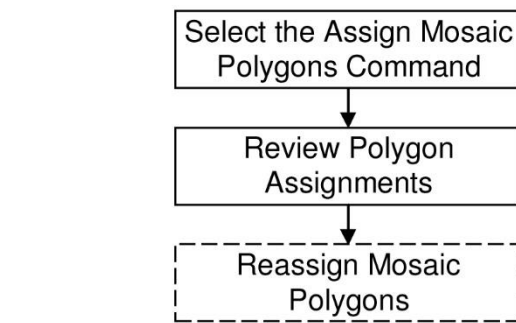 Select the Assign Mosaic
Polygons Command
Review Polygon
Assignments
Reassign Mosaic
Polygons